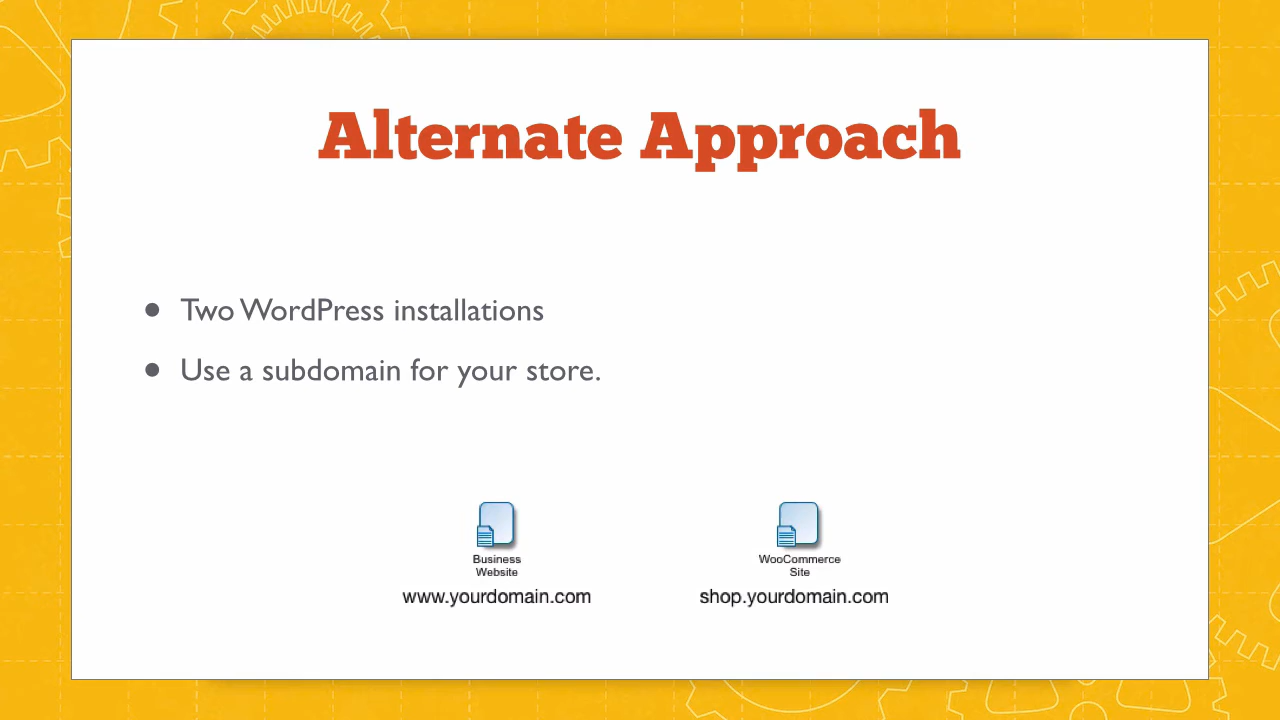 Alternate Approach
• Two WordPress installations
• Use a subdomain for your store.
Business Website
WooCommerce Site
www.yourdomain.com
shop.yourdomain.com